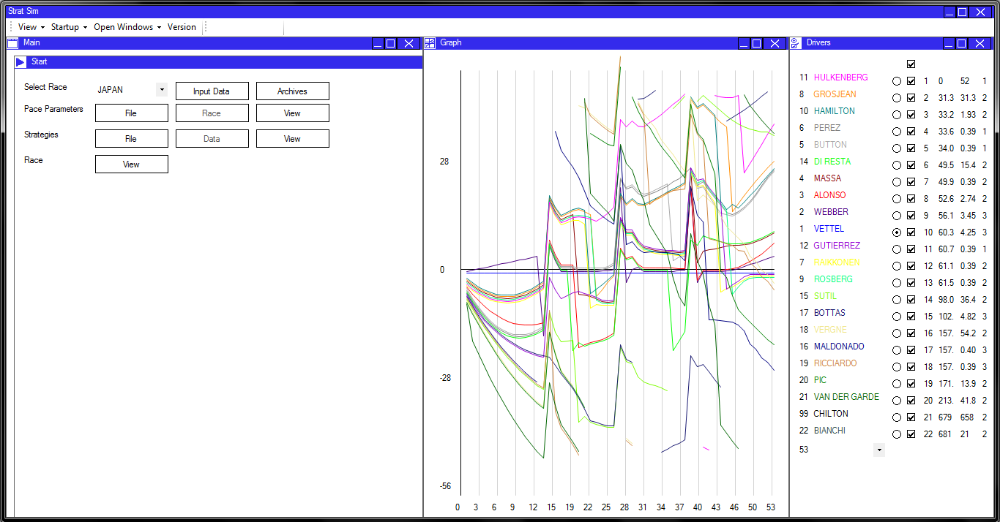 Strat Sim
View Startup Open Windows Version
Main
Start
Select Race JAPAN Input Data Archives
Pace Parameters File Race View
Strategies File Data View
Race View
Graph
28
0
-28
-56
0 3 6 9 12 15 19 22 25 28 31 34 37 40 43 46 50 53
Drivers
11 HULKENBERG 1 0 52 1
8 GROSJEAN 2 31.3 31.3 2
10 HAMILTON 3 33.2 1.93 2
6 PEREZ 4 33.6 0.39 1
5 BUTTON 5 34.0 0.39 1
14 DI RESTA 6 49.5 15.4 2
4 MASSA 7 49.9 0.39 2
3 ALONSO 8 52.6 2.74 2
2 WEBBER 9 56.1 3.45 3
1 VETTEL 10 60.3 4.25 3
12 GUTIERREZ 11 60.7 0.39 1
7 RAIKKONEN 12 61.1 0.39 2
9 ROSBERG 13 61.5 0.39 2
15 SUTIL 14 98.0 36.4 2
17 BOTTAS 15 102. 4.82 3
18 VERGNE 16 157. 54.2 2
16 MALDONADO 17 157. 0.40 3
19 RICCIARDO 18 157. 0.39 3
20 PIC 19 171. 13.9 2
21 VAN DER GARDE 20 213. 41.8 2
99 CHILTON 21 679 658 2
22 BIANCHI 22 681 21 2
53